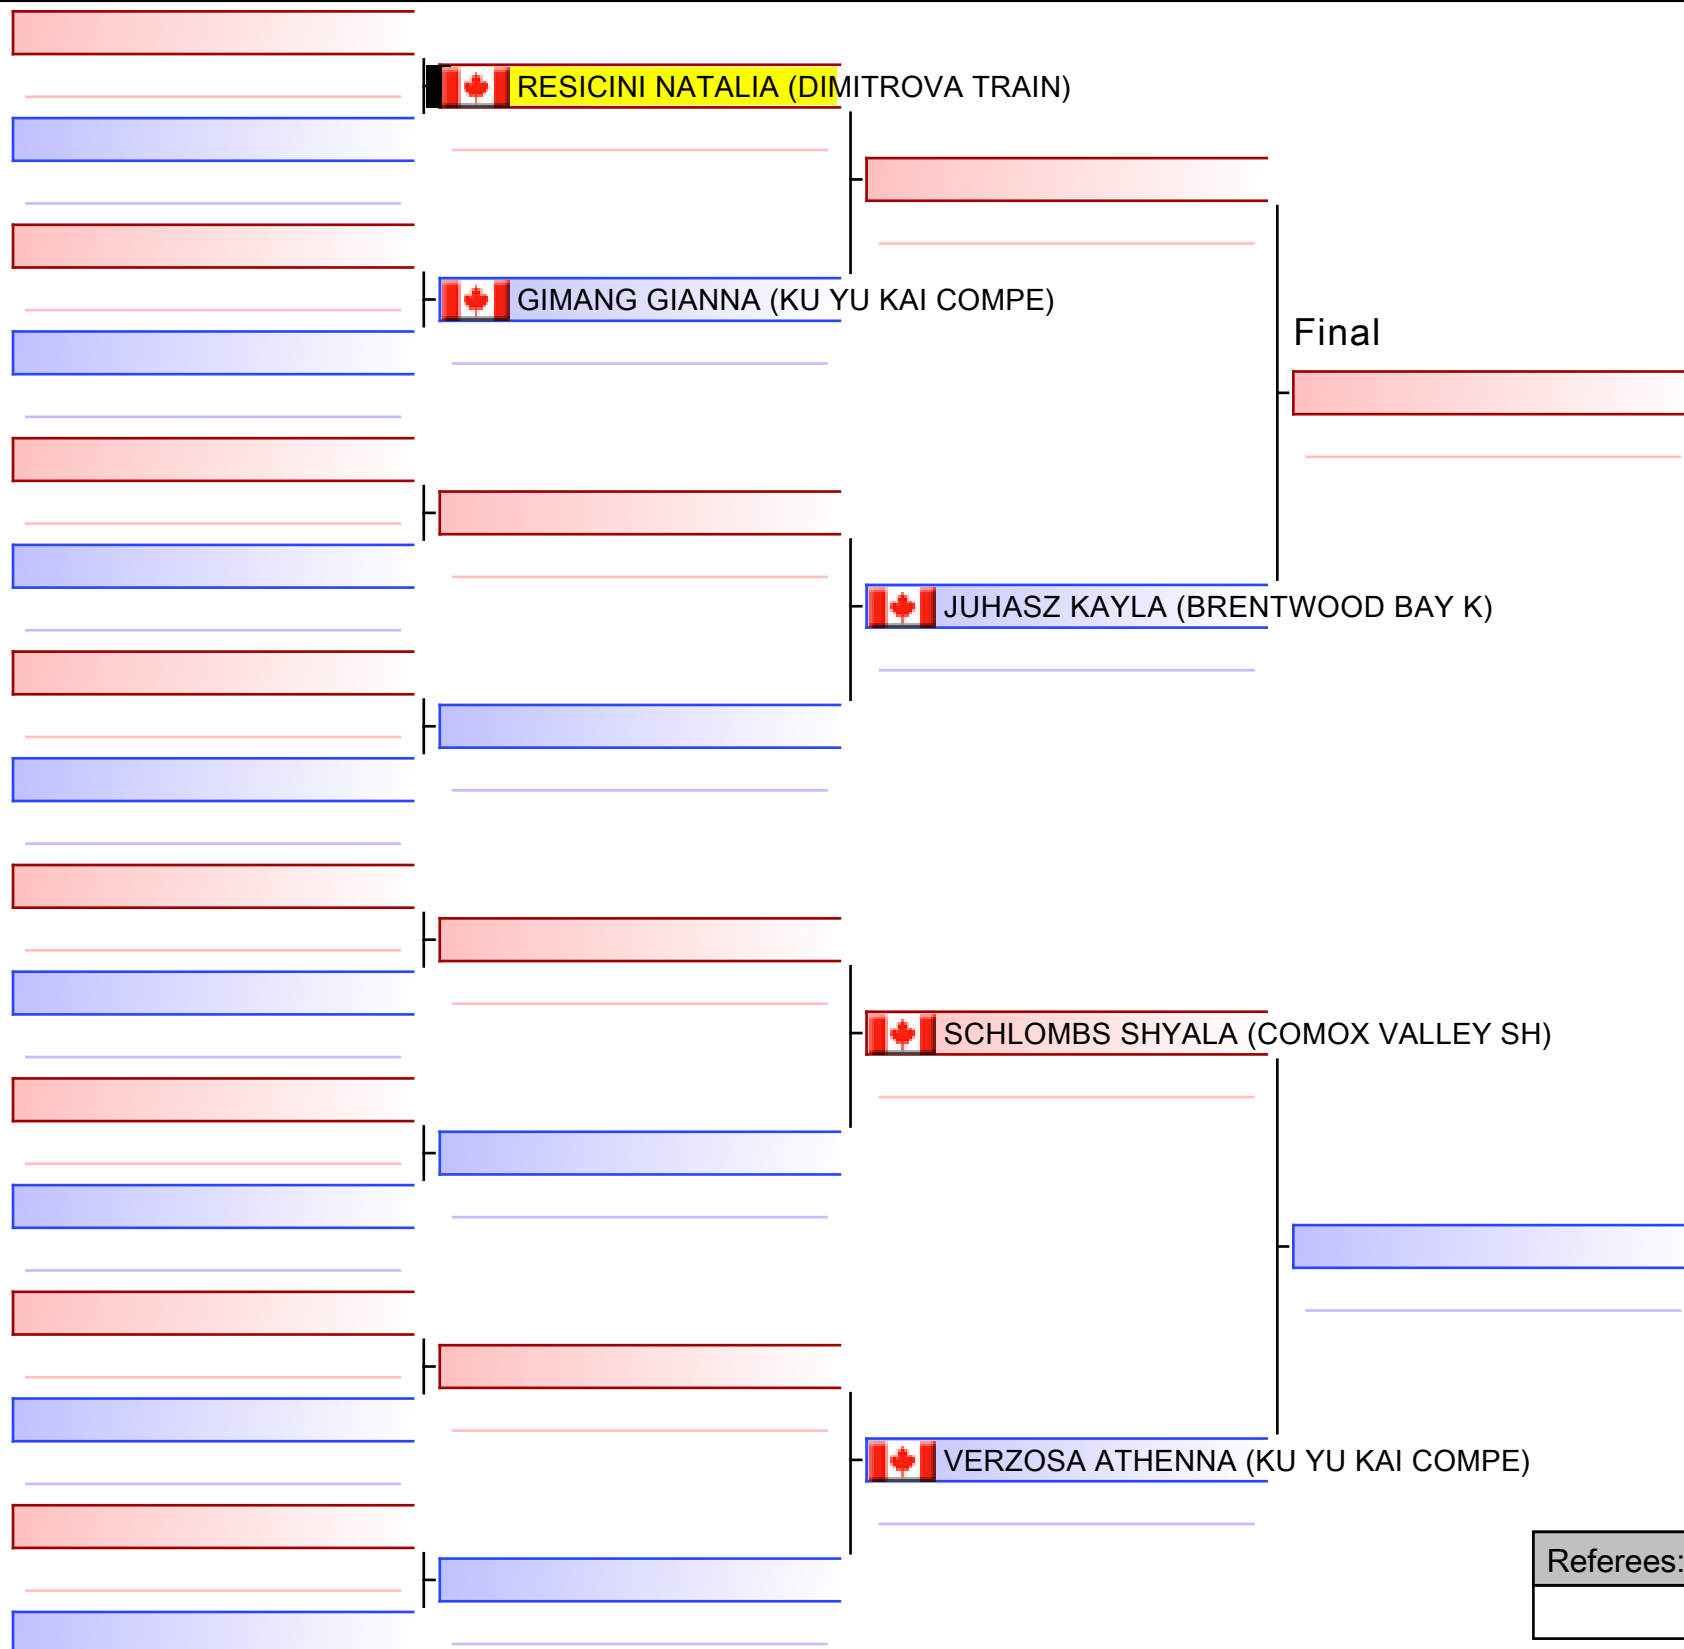 RESICINI NATALIA (DIMITROVA TRAIN)
GIMANG GIANNA (KU YU KAI COMPE)
Final
JUHASZ KAYLA (BRENTWOOD BAY K)
SCHLOMBS SHYALA (COMOX VALLEY SH)
VERZOSA ATHENNA (KU YU KAI COMPE)
Referees: